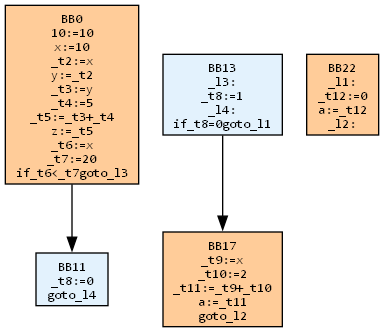 BB0
10:=10
x:=10
_t2:=x
y:=_t2
_t3:=y
_t4:=5
_t5:=_t3+_t4
z:=_t5
_t6:=x
_t7:=20
if_t6<_t7goto_l3
BB13
_l3:
_t8:=1
_l4:
if_t8=0goto_l1
BB22
_l1:
_t12:=0
a:=_t12
_l2:
BB11
_t8:=0
goto_l4
BB17
_t9:=x
_t10:=2
_t11:=_t9+_t10
a:=_t11
goto_l2